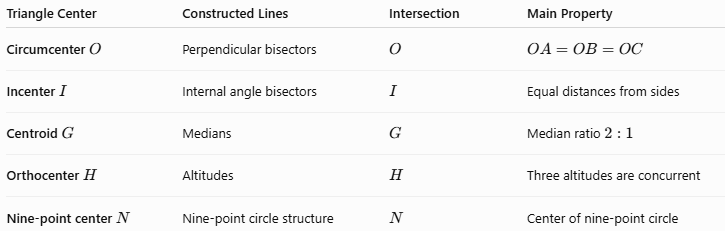 Triangle Center Constructed Lines Intersection Main Property
Circumcenter O Perpendicular bisectors O OA = OB = OC
Incenter I Internal angle bisectors I Equal distances from sides
Centroid G Medians G Median ratio 2 : 1
Orthocenter H Altitudes H Three altitudes are concurrent
Nine-point center N Nine-point circle structure N Center of nine-point circle